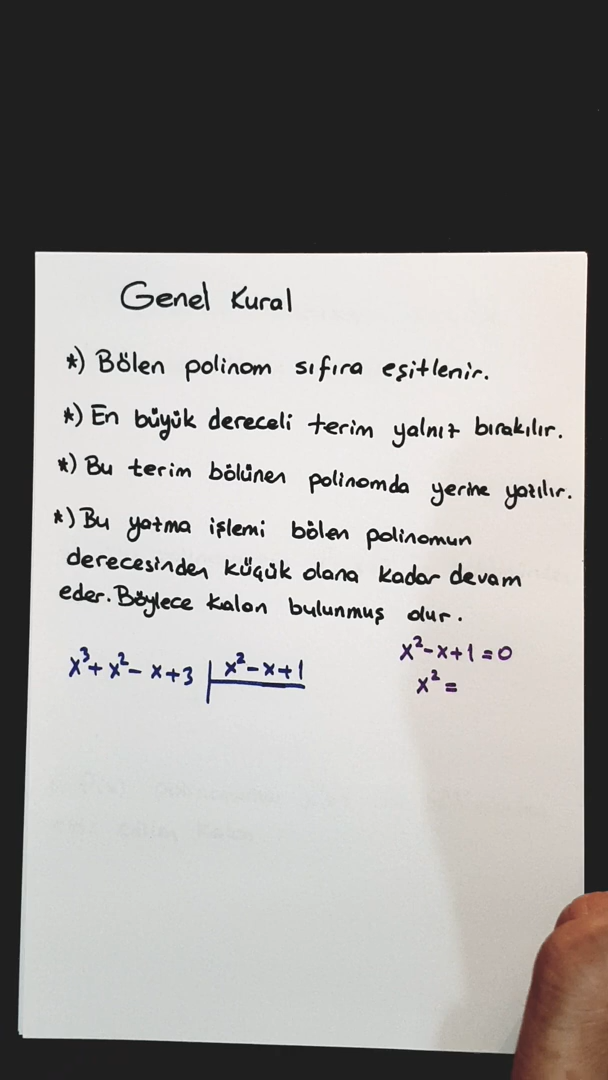 Genel Kural
*) Bölen polinom sıfıra eşitlenir.
*) En büyük dereceli terim yalnız bırakılır.
*) Bu terim bölünen polinomda yerine yazılır.
*) Bu yazma işlemi bölen polinomun
derecesinden küçük olana kadar devam
eder. Böylece kalan bulunmuş olur.
x³+x²-x+3 | x²-x+1
x²-x+1=0
x²=